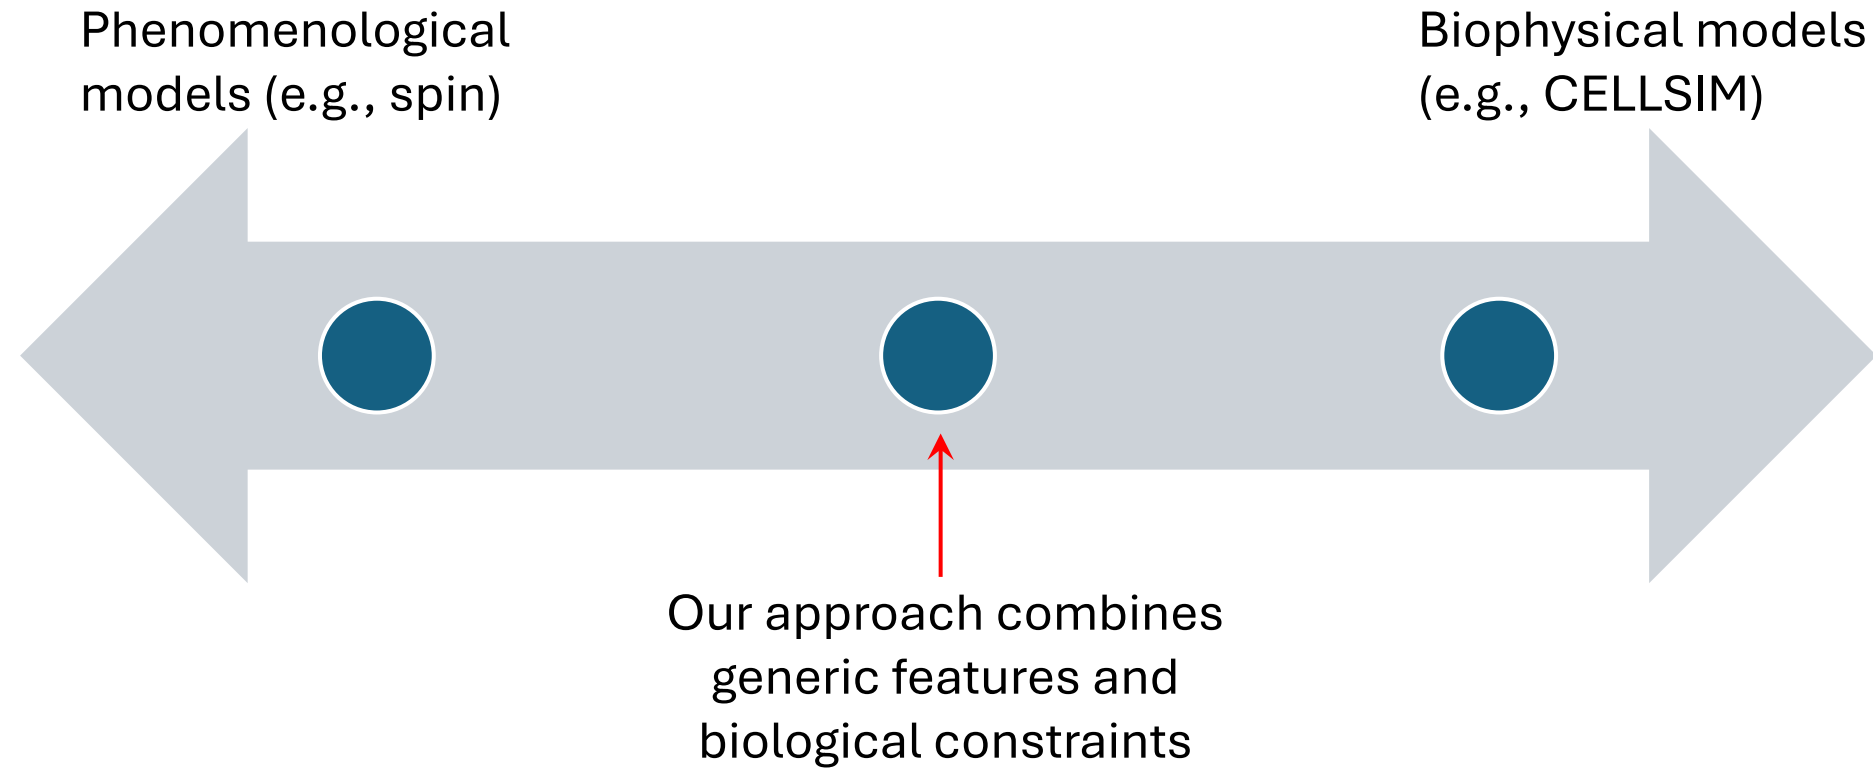 Phenomenological
models (e.g., spin)
Biophysical models
(e.g., CELLSIM)
Our approach combines
generic features and
biological constraints